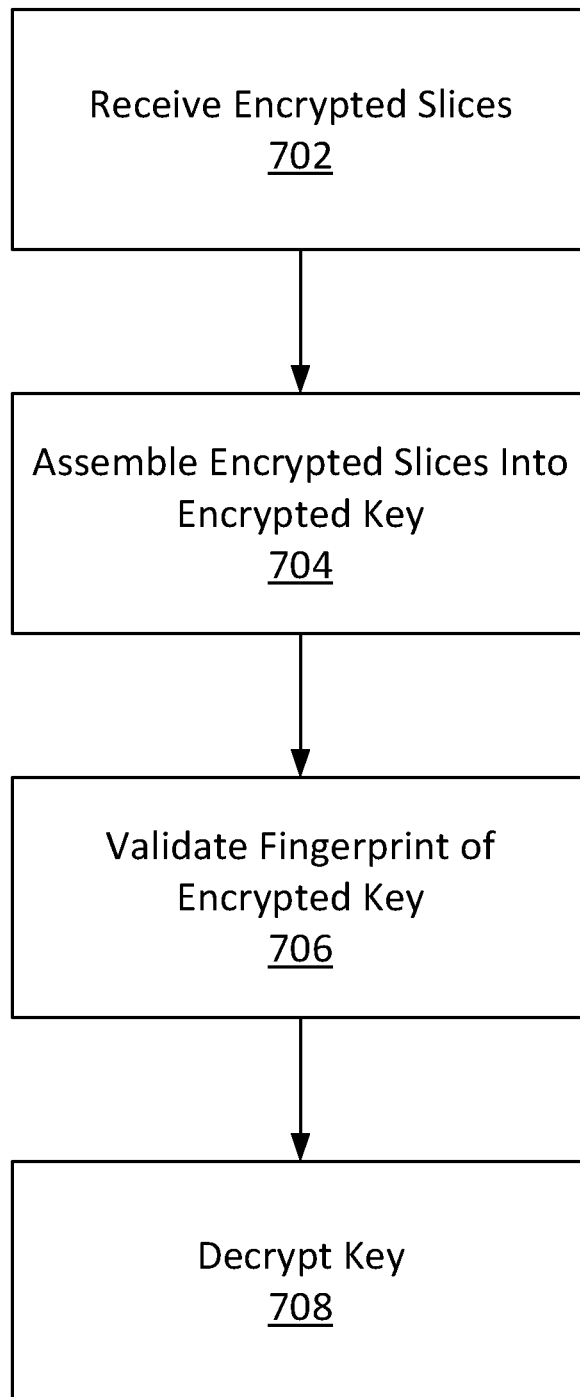 Receive Encrypted Slices
702
Assemble Encrypted Slices Into
Encrypted Key
704
Validate Fingerprint of
Encrypted Key
706
Decrypt Key
708